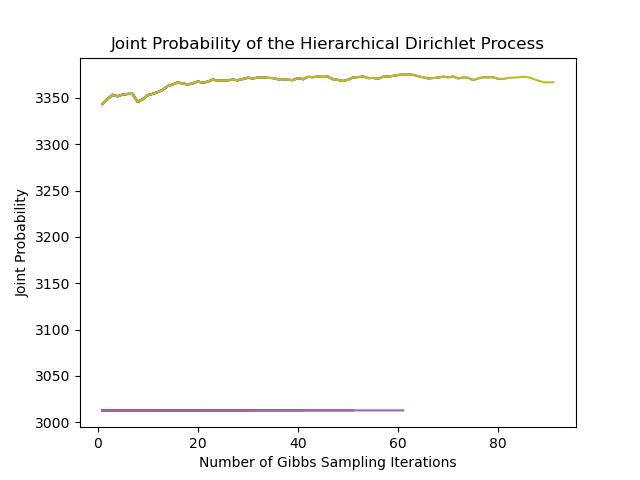 Joint Probability of the Hierarchical Dirichlet Process
Joint Probability
3350
3300
3250
3200
3150
3100
3050
3000
0 20 40 60 80
Number of Gibbs Sampling Iterations